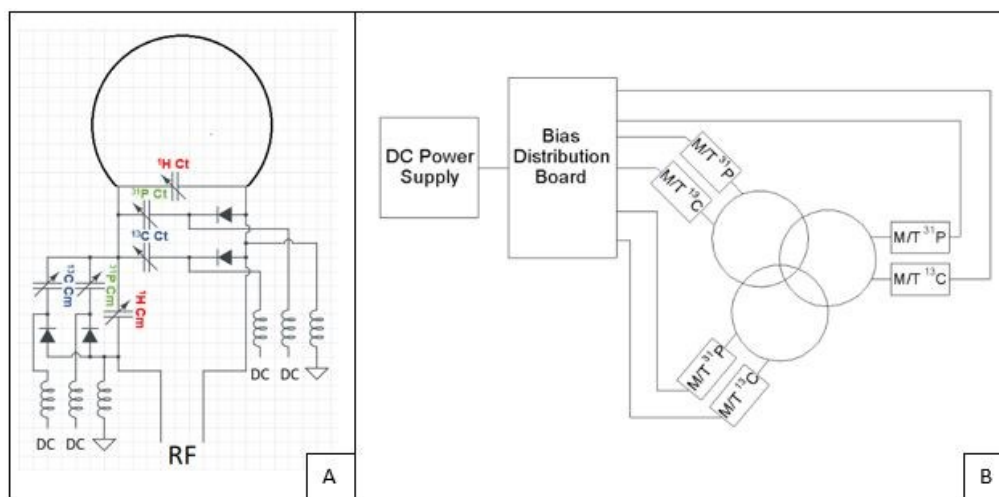 ¹H Ct
³¹P Ct
¹³C Ct
¹³C Cm
³¹P Cm
¹H Cm
DC DC
DC DC
RF
A
DC Power
Supply
Bias
Distribution
Board
M/T ³¹P
M/T ¹³C
M/T ³¹P
M/T ¹³C
M/T ³¹P
M/T ¹³C
B